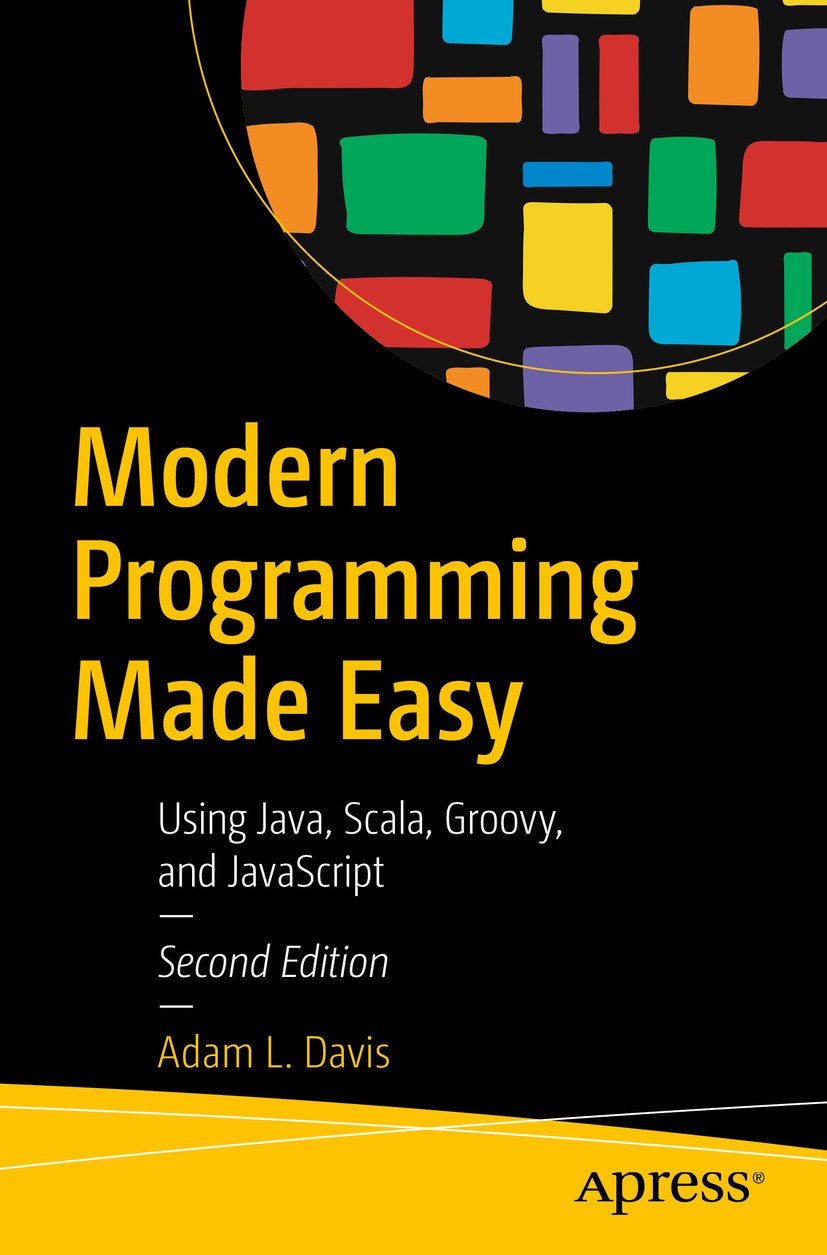 Modern
Programming
Made Easy
Using Java, Scala, Groovy,
and JavaScript
—
Second Edition
—
Adam L. Davis
Apress®